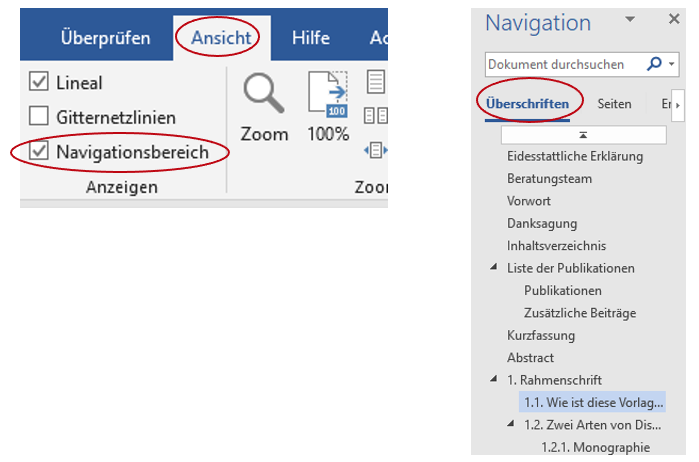 Überprüfen Ansicht Hilfe
Lineal
Gitternetzlinien
Navigationsbereich
Anzeigen
Zoom
100
100%
Zoo
Navigation
Dokument durchsuchen
Überschriften Seiten
Eidesstattliche Erklärung
Beratungsteam
Vorwort
Danksagung
Inhaltsverzeichnis
Liste der Publikationen
Publikationen
Zusätzliche Beiträge
Kurzfassung
Abstract
1. Rahmenschrift
1.1. Wie ist diese Vorlag...
1.2. Zwei Arten von Dis...
1.2.1. Monographie